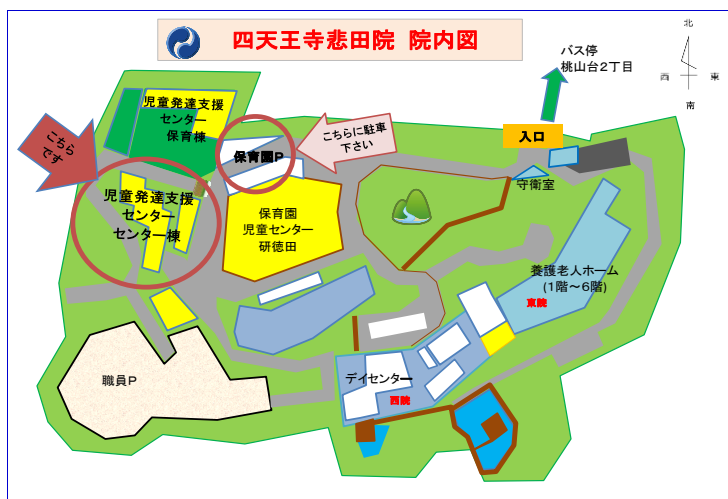 四天王寺悲田院 院内図
北
西
東
南
バス停
桃山台2丁目
入口
守衛室
児童発達支援
センター
保育棟
こちら
です
保育園P
こちらに駐車
下さい
児童発達支援
センター
センター棟
保育園
児童センター
研徳田
養護老人ホーム
(1階~6階)
東院
デイセンター
西院
職員P